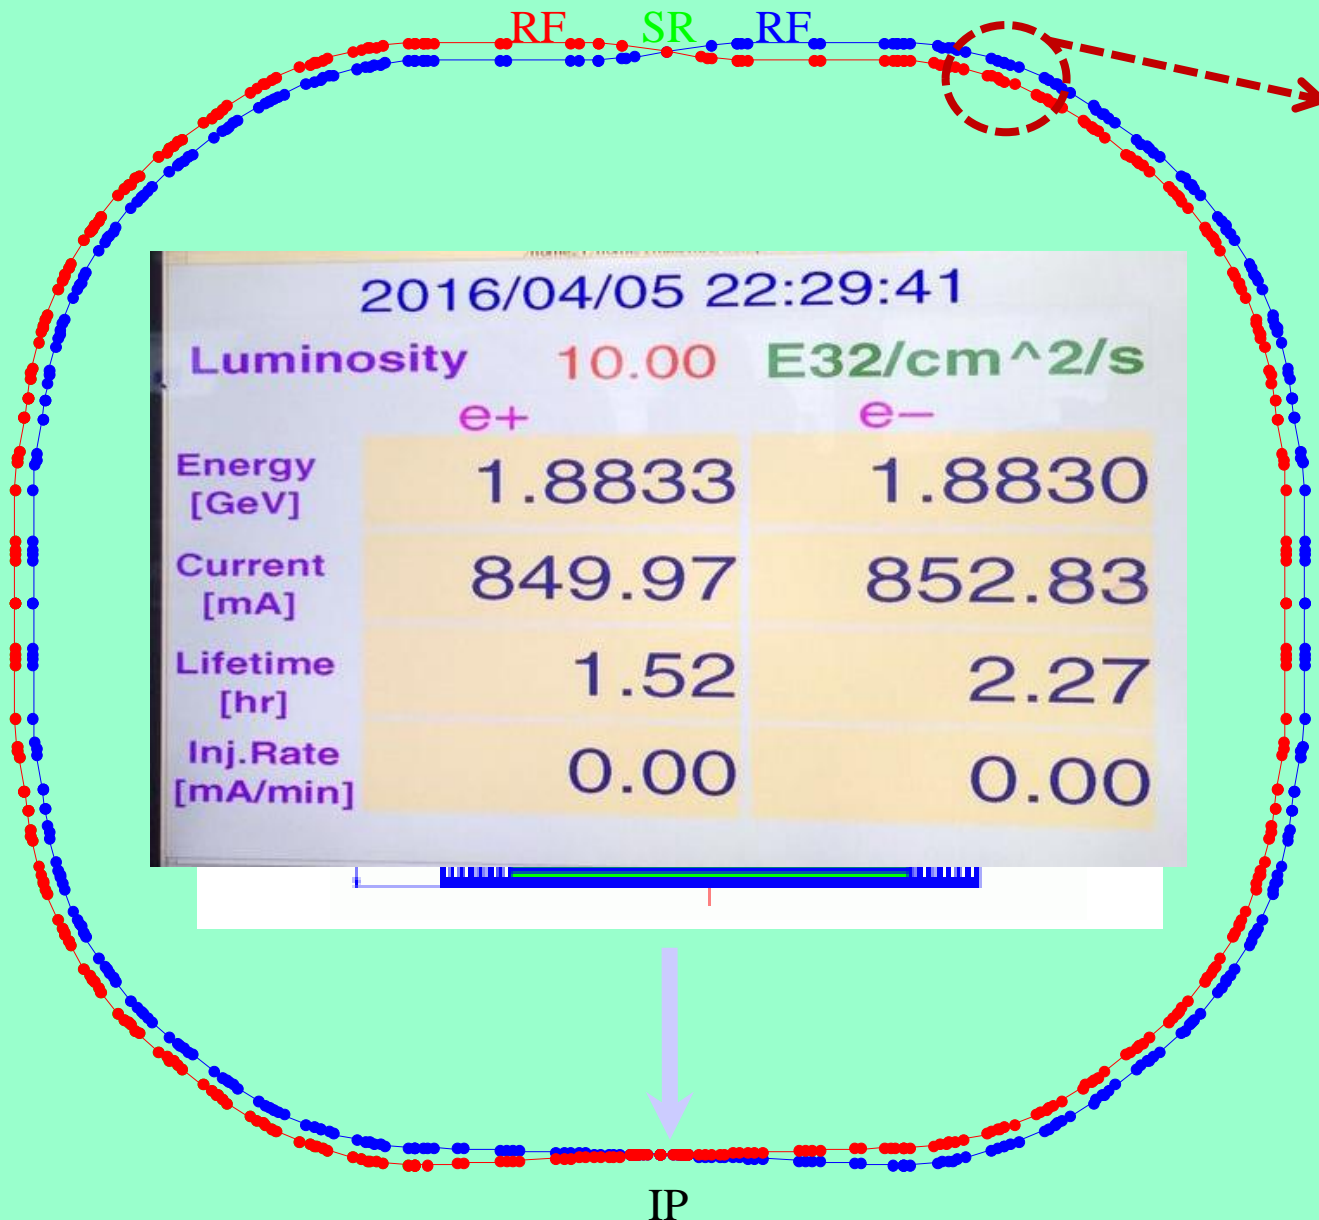 RF SR RF
2016/04/05 22:29:41
Luminosity 10.00 E32/cm^2/s
e+ e−
Energy [GeV] 1.8833 1.8830
Current [mA] 849.97 852.83
Lifetime [hr] 1.52 2.27
Inj.Rate [mA/min] 0.00 0.00
IP